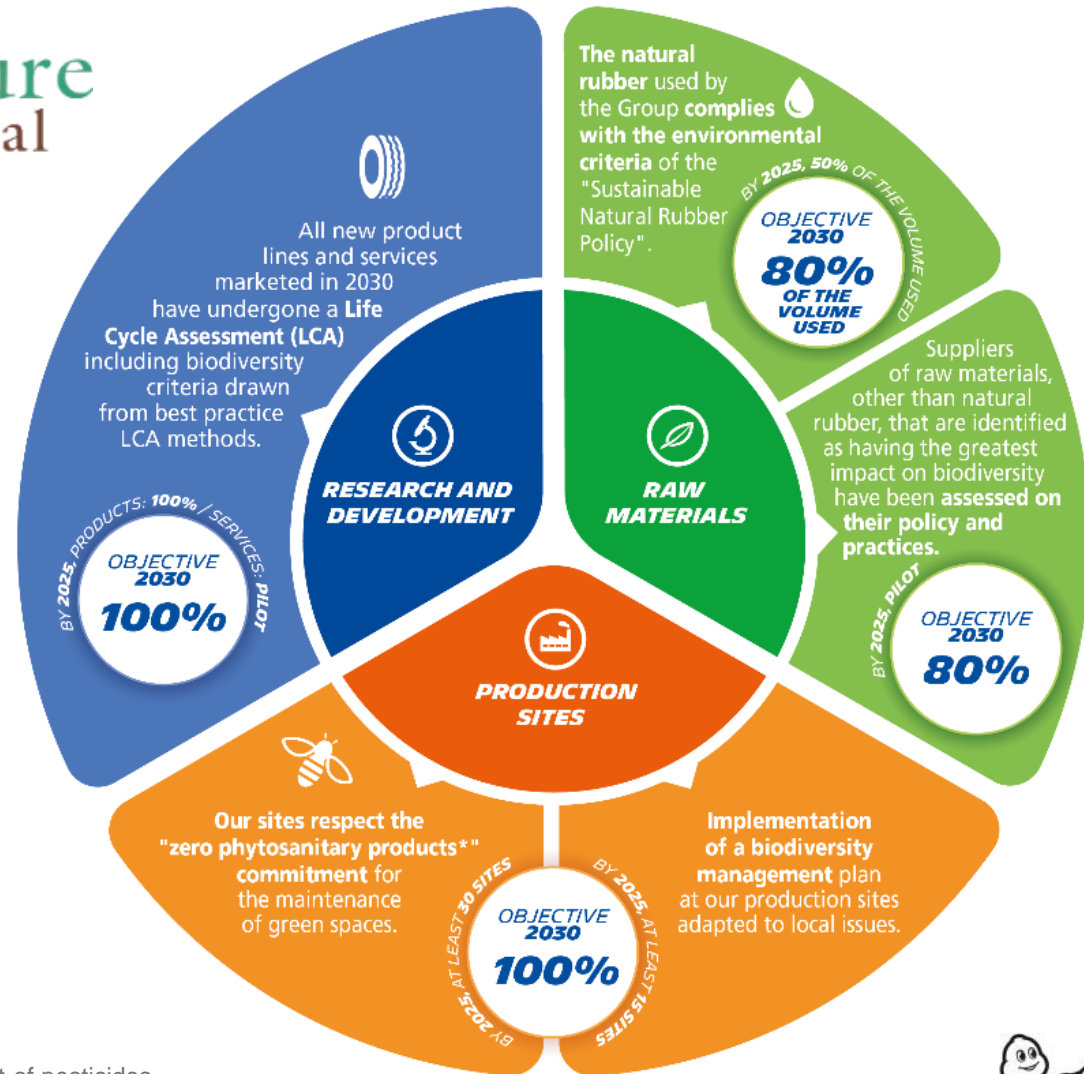 ure
al
All new product
lines and services
marketed in 2030
have undergone a Life
Cycle Assessment (LCA)
including biodiversity
criteria drawn
from best practice
LCA methods.
BY 2025, PRODUCTS: 100% / SERVICES: PILOT
OBJECTIVE
2030
100%
RESEARCH AND
DEVELOPMENT
The natural
rubber used by
the Group complies
with the environmental
criteria of the
"Sustainable
Natural Rubber
Policy".
BY 2025, 50% OF THE VOLUME USED
OBJECTIVE
2030
80%
OF THE
VOLUME
USED
RAW
MATERIALS
Suppliers
of raw materials,
other than natural
rubber, that are identified
as having the greatest
impact on biodiversity
have been assessed on
their policy and
practices.
BY 2025, PILOT
OBJECTIVE
2030
80%
PRODUCTION
SITES
Our sites respect the
"zero phytosanitary products*"
commitment for
the maintenance
of green spaces.
BY 2025, AT LEAST 30 SITES
OBJECTIVE
2030
100%
BY 2025, AT LEAST 15 SITES
Implementation
of a biodiversity
management plan
at our production sites
adapted to local issues.
of pesticides